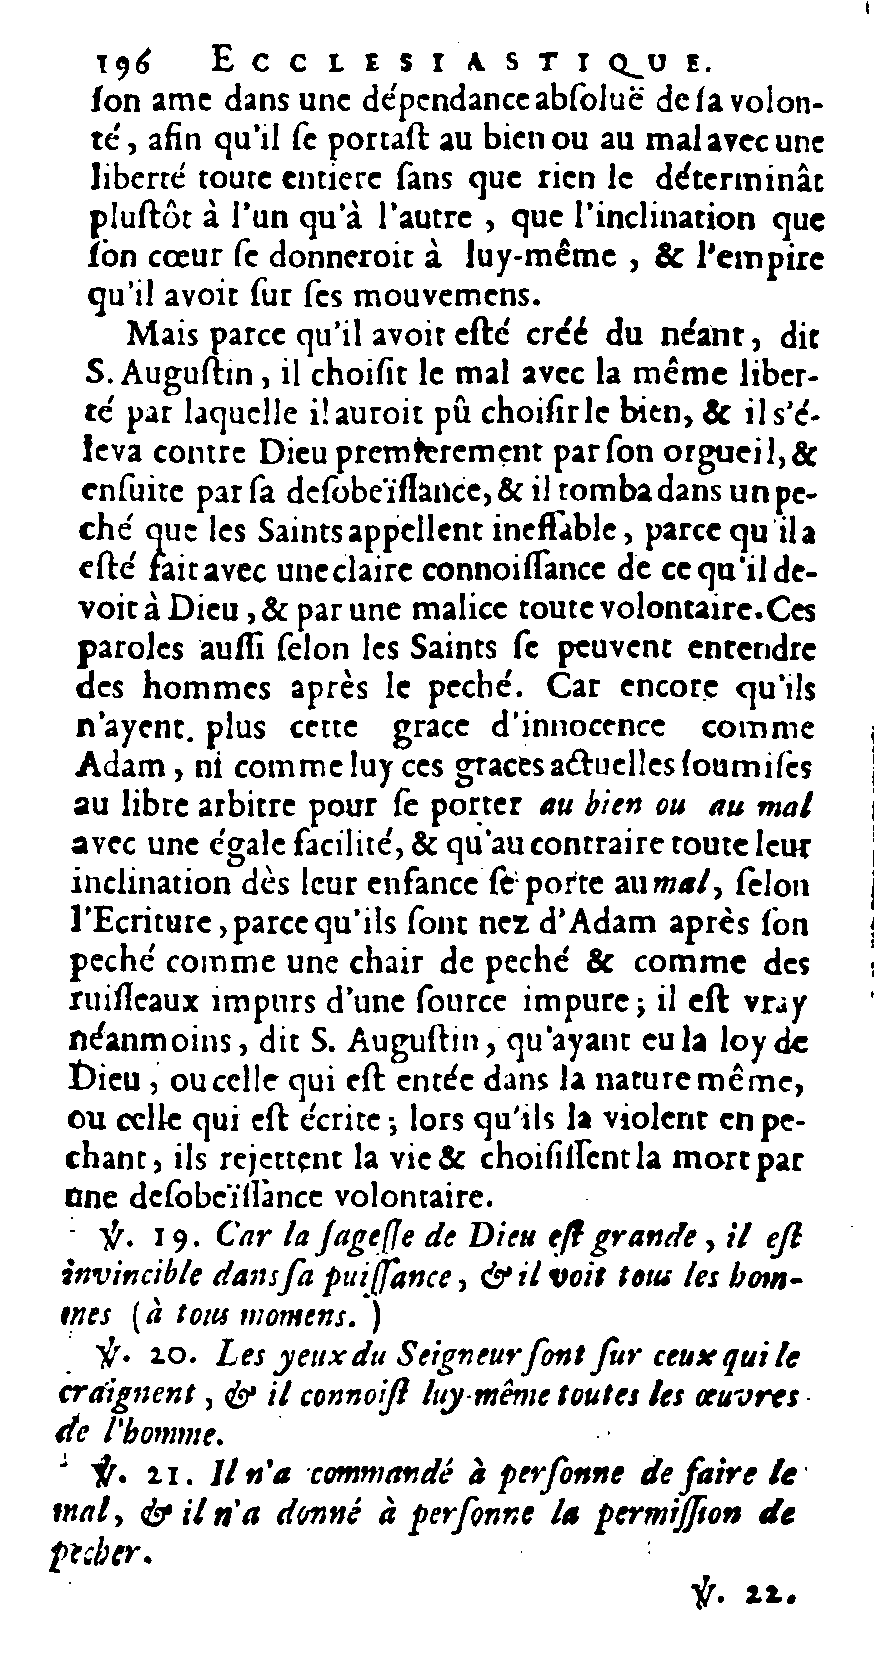 196 ECCLESIASTIQUE.
ſon ame dans une dépendance abſoluë de ſa volon-
té, afin qu'il ſe portaſt au bien ou au mal avec une
liberté toute entiere ſans que rien le déterminât
pluſtôt à l'un qu'à l'autre, que l'inclination que
ſon cœur ſe donneroit à luy-même, & l'empire
qu'il avoit ſur ſes mouvemens.
Mais parce qu'il avoit eſté créé du néant, dit
S. Auguſtin, il choiſit le mal avec la même liber-
té par laquelle il auroit pû choiſir le bien, & il s'é-
leva contre Dieu premierement par ſon orgueil, &
enſuite par ſa deſobeïſſance, & il tomba dans un pe-
ché que les Saints appellent ineffable, parce qu'il a
eſté fait avec une claire connoiſſance de ce qu'il de-
voit à Dieu, & par une malice toute volontaire. Ces
paroles auſſi ſelon les Saints ſe peuvent entendre
des hommes après le peché. Car encore qu'ils
n'ayent plus cette grace d'innocence comme
Adam, ni comme luy ces graces actuelles ſoumiſes
au libre arbitre pour ſe porter au bien ou au mal
avec une égale facilité, & qu'au contraire toute leur
inclination dès leur enfance ſe porte au mal, ſelon
l'Ecriture, parce qu'ils ſont nez d'Adam après ſon
peché comme une chair de peché & comme des
ruiſſeaux impurs d'une ſource impure; il eſt vray
néanmoins, dit S. Auguſtin, qu'ayant eu la loy de
Dieu, ou celle qui eſt entée dans la nature même,
ou celle qui eſt écrite; lors qu'ils la violent en pe-
chant, ils rejettent la vie & choiſiſſent la mort par
une deſobeïſſance volontaire.
℣. 19. Car la ſageſſe de Dieu eſt grande, il eſt
invincible dans ſa puiſſance, & il voit tous les hom-
mes (à tous momens.)
℣. 20. Les yeux du Seigneur ſont ſur ceux qui le
craignent, & il connoiſt luy-même toutes les œuvres
de l'homme.
℣. 21. Il n'a commandé à perſonne de faire le
mal, & il n'a donné à perſonne la permiſſion de
pecher.
℣. 22.